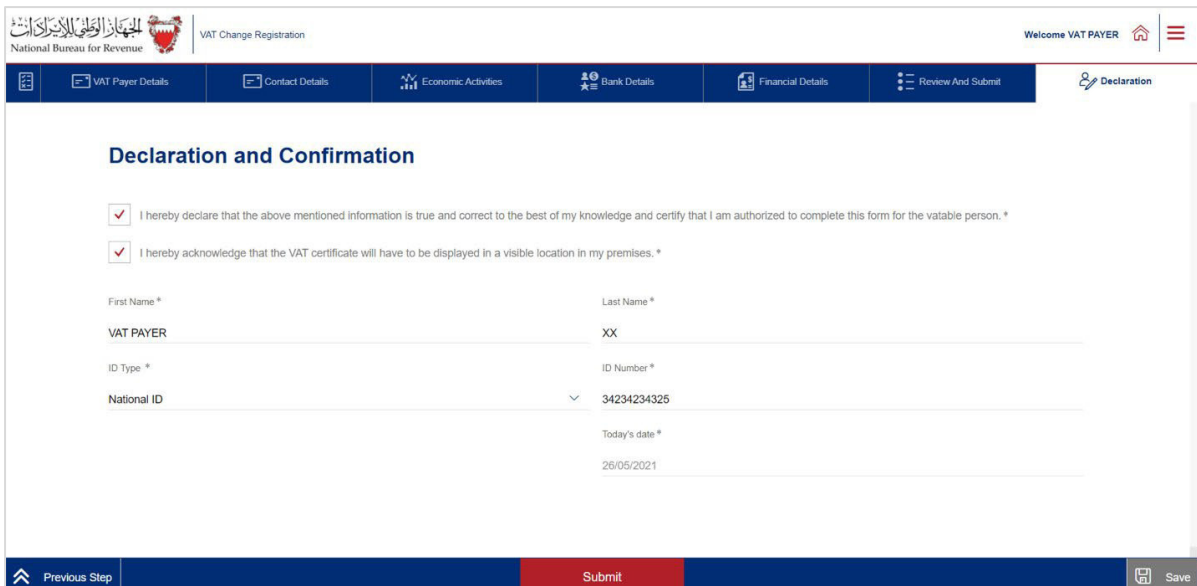 الجهاز الوطني للإيرادات
National Bureau for Revenue
VAT Change Registration
Welcome VAT PAYER
VAT Payer Details
Contact Details
Economic Activities
Bank Details
Financial Details
Review And Submit
Declaration
Declaration and Confirmation
I hereby declare that the above mentioned information is true and correct to the best of my knowledge and certify that I am authorized to complete this form for the vatable person. *
I hereby acknowledge that the VAT certificate will have to be displayed in a visible location in my premises. *
First Name *
Last Name *
VAT PAYER
XX
ID Type *
ID Number *
National ID
34234234325
Today's date *
26/05/2021
Previous Step
Submit
Save